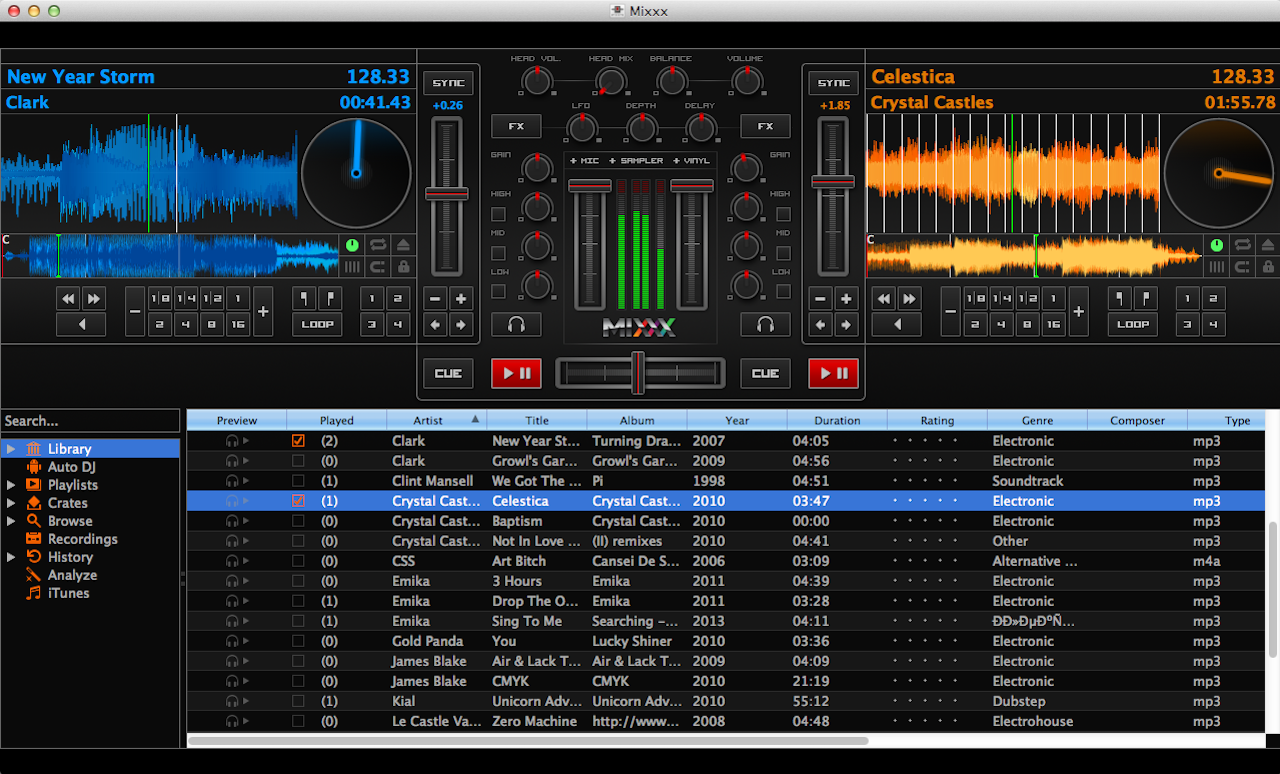 Mixxx
New Year Storm 128.33
Clark 00:41.43
C
1|8 1|4 1|2 1
2 4 8 16
LOOP
1 2
3 4
SYNC
+0.26
HEAD VOL. HEAD MIX BALANCE VOLUME
LFO DEPTH DELAY
FX FX
GAIN + MIC + SAMPLER + VINYL GAIN
HIGH HIGH
MID MID
LOW LOW
MIXXX
CUE CUE
SYNC
+1.85
Celestica 128.33
Crystal Castles 01:55.78
C
1|8 1|4 1|2 1
2 4 8 16
LOOP
1 2
3 4
Search...
Library
Auto DJ
Playlists
Crates
Browse
Recordings
History
Analyze
iTunes
Preview Played Artist Title Album Year Duration Rating Genre Composer Type
(2) Clark New Year St... Turning Dra... 2007 04:05 Electronic mp3
(0) Clark Growl's Gar... Growl's Gar... 2009 04:56 Electronic mp3
(1) Clint Mansell We Got The ... Pi 1998 04:51 Soundtrack mp3
(1) Crystal Cast... Celestica Crystal Cast... 2010 03:47 Electronic mp3
(0) Crystal Cast... Baptism Crystal Cast... 2010 00:00 Electronic mp3
(0) Crystal Cast... Not In Love ... (II) remixes 2010 04:41 Other mp3
(0) CSS Art Bitch Cansei De S... 2006 03:09 Alternative ... m4a
(0) Emika 3 Hours Emika 2011 04:39 Electronic mp3
(1) Emika Drop The O... Emika 2011 03:28 Electronic mp3
(1) Emika Sing To Me Searching -... 2013 04:11 ÐÐ»ÐµÐºÑ... mp3
(0) Gold Panda You Lucky Shiner 2010 03:36 Electronic mp3
(0) James Blake Air & Lack T... Air & Lack T... 2009 04:09 Electronic mp3
(0) James Blake CMYK CMYK 2010 21:19 Electronic mp3
(1) Kial Unicorn Adv... Unicorn Adv... 2010 55:12 Dubstep mp3
(0) Le Castle Va... Zero Machine http://www... 2008 04:48 Electrohouse mp3